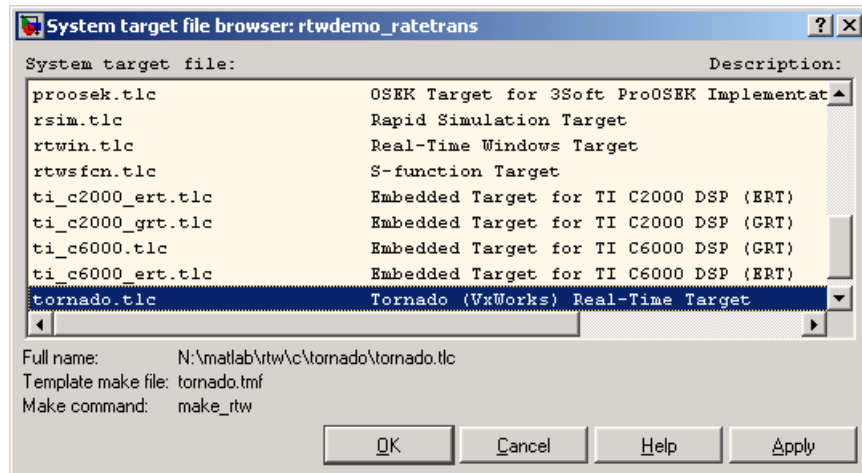 System target file browser: rtwdemo_ratetrans
System target file: Description:
proosek.tlc OSEK Target for 3Soft ProOSEK Implementat
rsim.tlc Rapid Simulation Target
rtwin.tlc Real-Time Windows Target
rtwsfcn.tlc S-function Target
ti_c2000_ert.tlc Embedded Target for TI C2000 DSP (ERT)
ti_c2000_grt.tlc Embedded Target for TI C2000 DSP (GRT)
ti_c6000.tlc Embedded Target for TI C6000 DSP (GRT)
ti_c6000_ert.tlc Embedded Target for TI C6000 DSP (ERT)
tornado.tlc Tornado (VxWorks) Real-Time Target
Full name: N:\matlab\rtw\c\tornado\tornado.tlc
Template make file: tornado.tmf
Make command: make_rtw
OK Cancel Help Apply